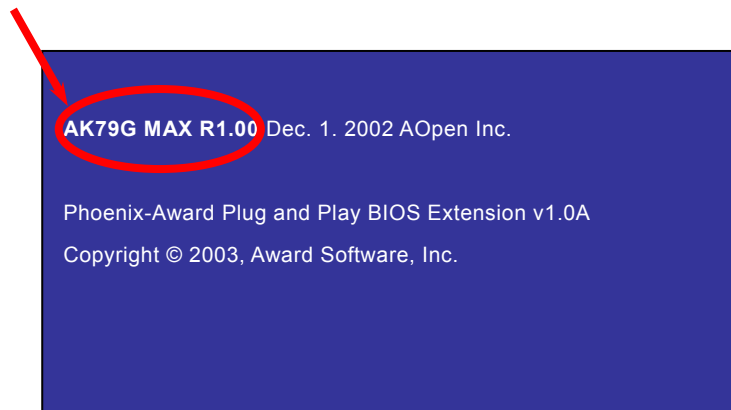 AK79G MAX R1.00 Dec. 1. 2002 AOpen Inc.
Phoenix-Award Plug and Play BIOS Extension v1.0A
Copyright © 2003, Award Software, Inc.